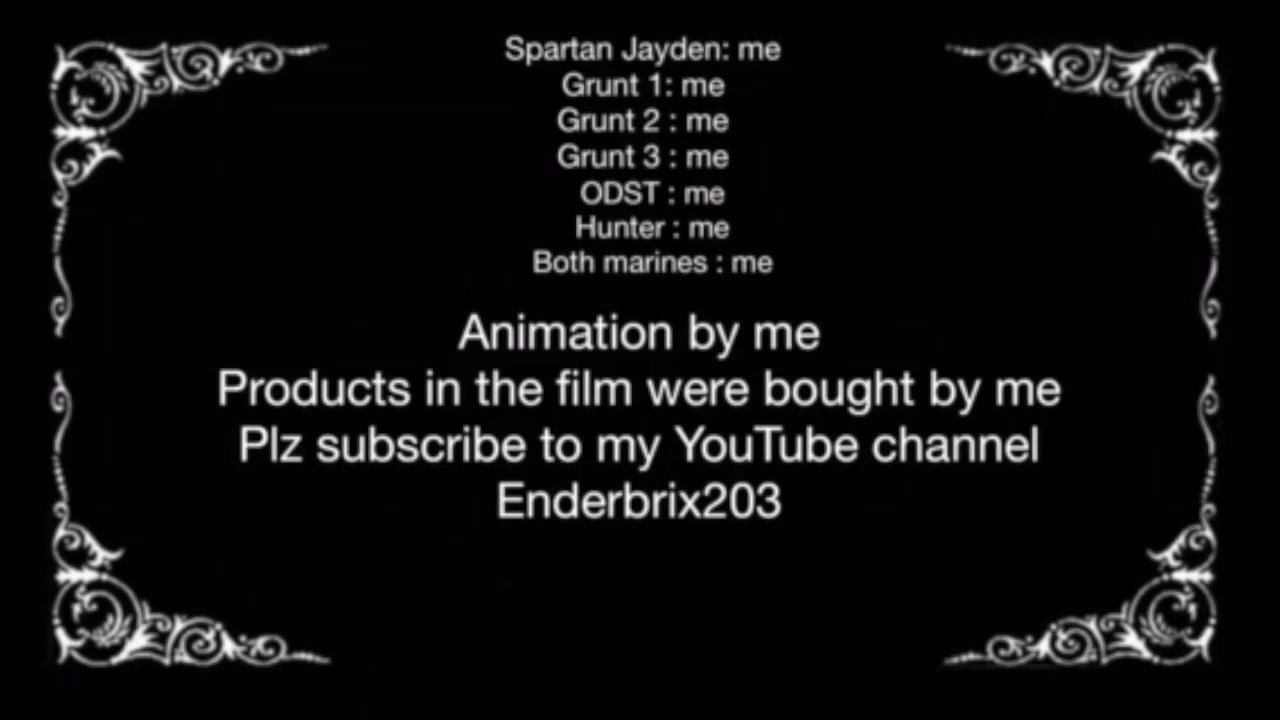 Spartan Jayden: me
Grunt 1: me
Grunt 2 : me
Grunt 3 : me
ODST : me
Hunter : me
Both marines : me
Animation by me
Products in the film were bought by me
Plz subscribe to my YouTube channel
Enderbrix203